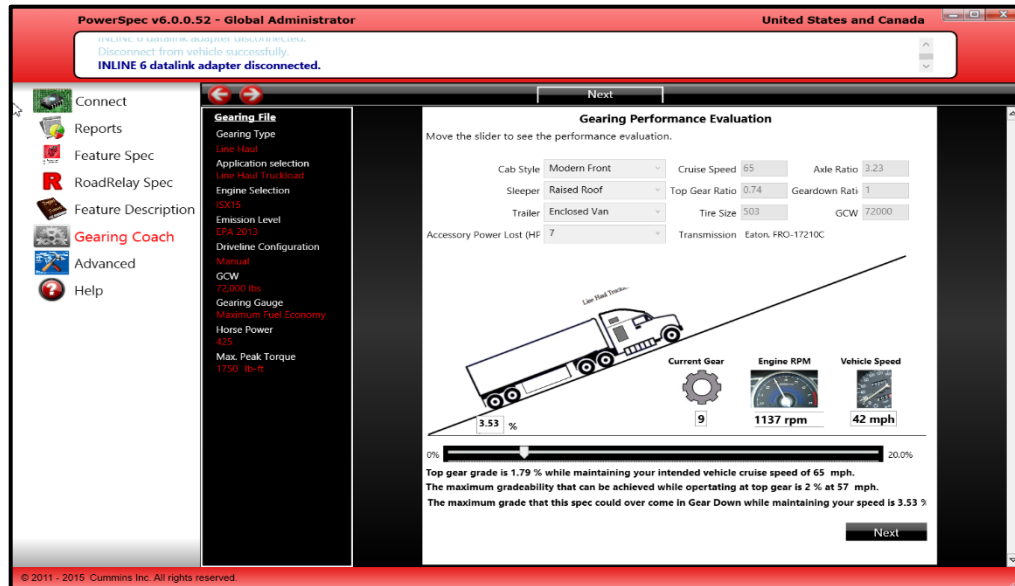 PowerSpec v6.0.0.52 - Global Administrator
United States and Canada
INLINE 6 datalink adapter disconnected.
Disconnect from vehicle successfully.
INLINE 6 datalink adapter disconnected.
Connect
Reports
Feature Spec
RoadRelay Spec
Feature Description
Gearing Coach
Advanced
Help
Next
Gearing File
Gearing Type
Line Haul
Application selection
Line Haul Truckload
Engine Selection
ISX15
Emission Level
EPA 2013
Driveline Configuration
Manual
GCW
72,000 lbs
Gearing Gauge
Maximum Fuel Economy
Horse Power
425
Max. Peak Torque
1750 lb-ft
Gearing Performance Evaluation
Move the slider to see the performance evaluation.
Cab Style Modern Front Cruise Speed 65 Axle Ratio 3.23
Sleeper Raised Roof Top Gear Ratio 0.74 Geardown Rati 1
Trailer Enclosed Van Tire Size 503 GCW 72000
Accessory Power Lost (HP 7 Transmission Eaton, FRO-17210C
Line Haul
Current Gear Engine RPM Vehicle Speed
9 1137 rpm 42 mph
3.53 %
0% 20.0%
Top gear grade is 1.79 % while maintaining your intended vehicle cruise speed of 65 mph.
The maximum gradeability that can be achieved while opertating at top gear is 2 % at 57 mph.
The maximum grade that this spec could over come in Gear Down while maintaining your speed is 3.53 %
Next
© 2011 - 2015 Cummins Inc. All rights reserved.